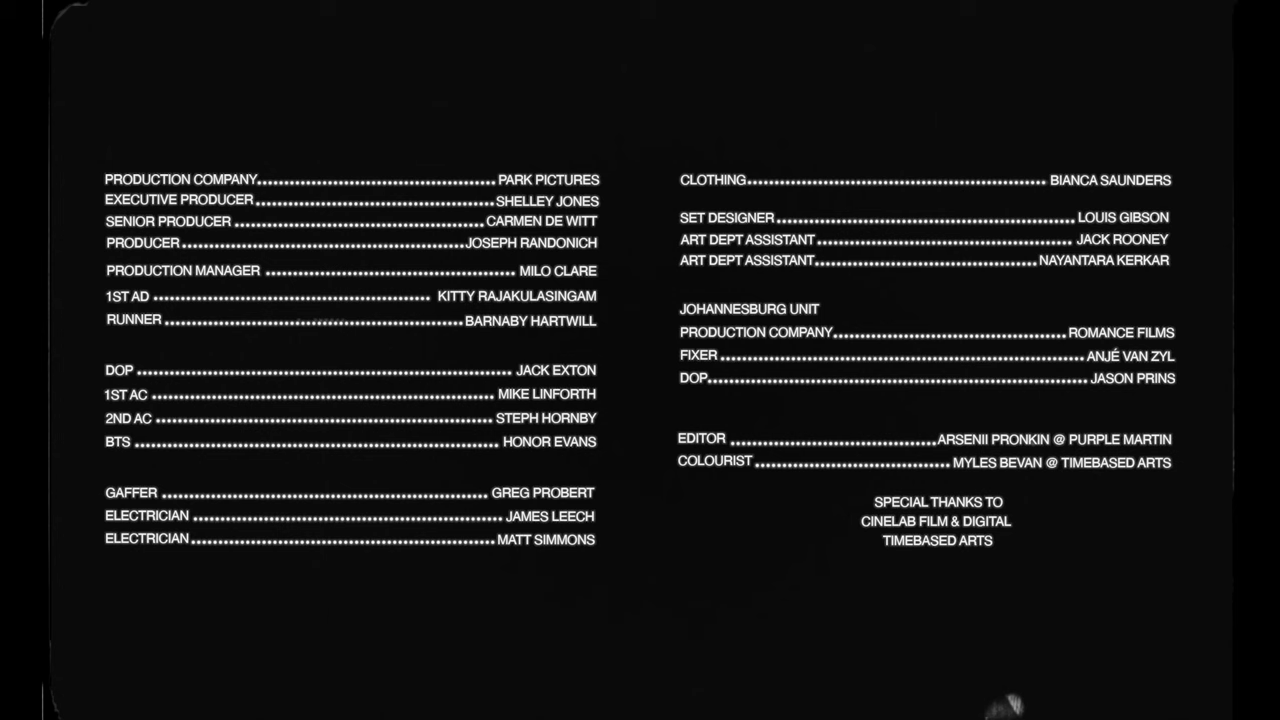 PRODUCTION COMPANY........................................PARK PICTURES
EXECUTIVE PRODUCER........................................SHELLEY JONES
SENIOR PRODUCER ..........................................CARMEN DE WITT
PRODUCER ...............................................JOSEPH RANDONICH
PRODUCTION MANAGER .......................................... MILO CLARE
1ST AD .............................................. KITTY RAJAKULASINGAM
RUNNER ..................................................BARNABY HARTWILL
DOP ............................................................... JACK EXTON
1ST AC .......................................................... MIKE LINFORTH
2ND AC ......................................................... STEPH HORNBY
BTS ............................................................. HONOR EVANS
GAFFER ....................................................... GREG PROBERT
ELECTRICIAN .................................................... JAMES LEECH
ELECTRICIAN ...................................................MATT SIMMONS
CLOTHING.................................................. BIANCA SAUNDERS
SET DESIGNER.................................................. LOUIS GIBSON
ART DEPT ASSISTANT ........................................... JACK ROONEY
ART DEPT ASSISTANT.....................................NAYANTARA KERKAR
JOHANNESBURG UNIT
PRODUCTION COMPANY.......................................ROMANCE FILMS
FIXER .............................................................ANJÉ VAN ZYL
DOP................................................................ JASON PRINS
EDITOR ...................................ARSENII PRONKIN @ PURPLE MARTIN
COLOURIST ................................. MYLES BEVAN @ TIMEBASED ARTS
SPECIAL THANKS TO
CINELAB FILM & DIGITAL
TIMEBASED ARTS